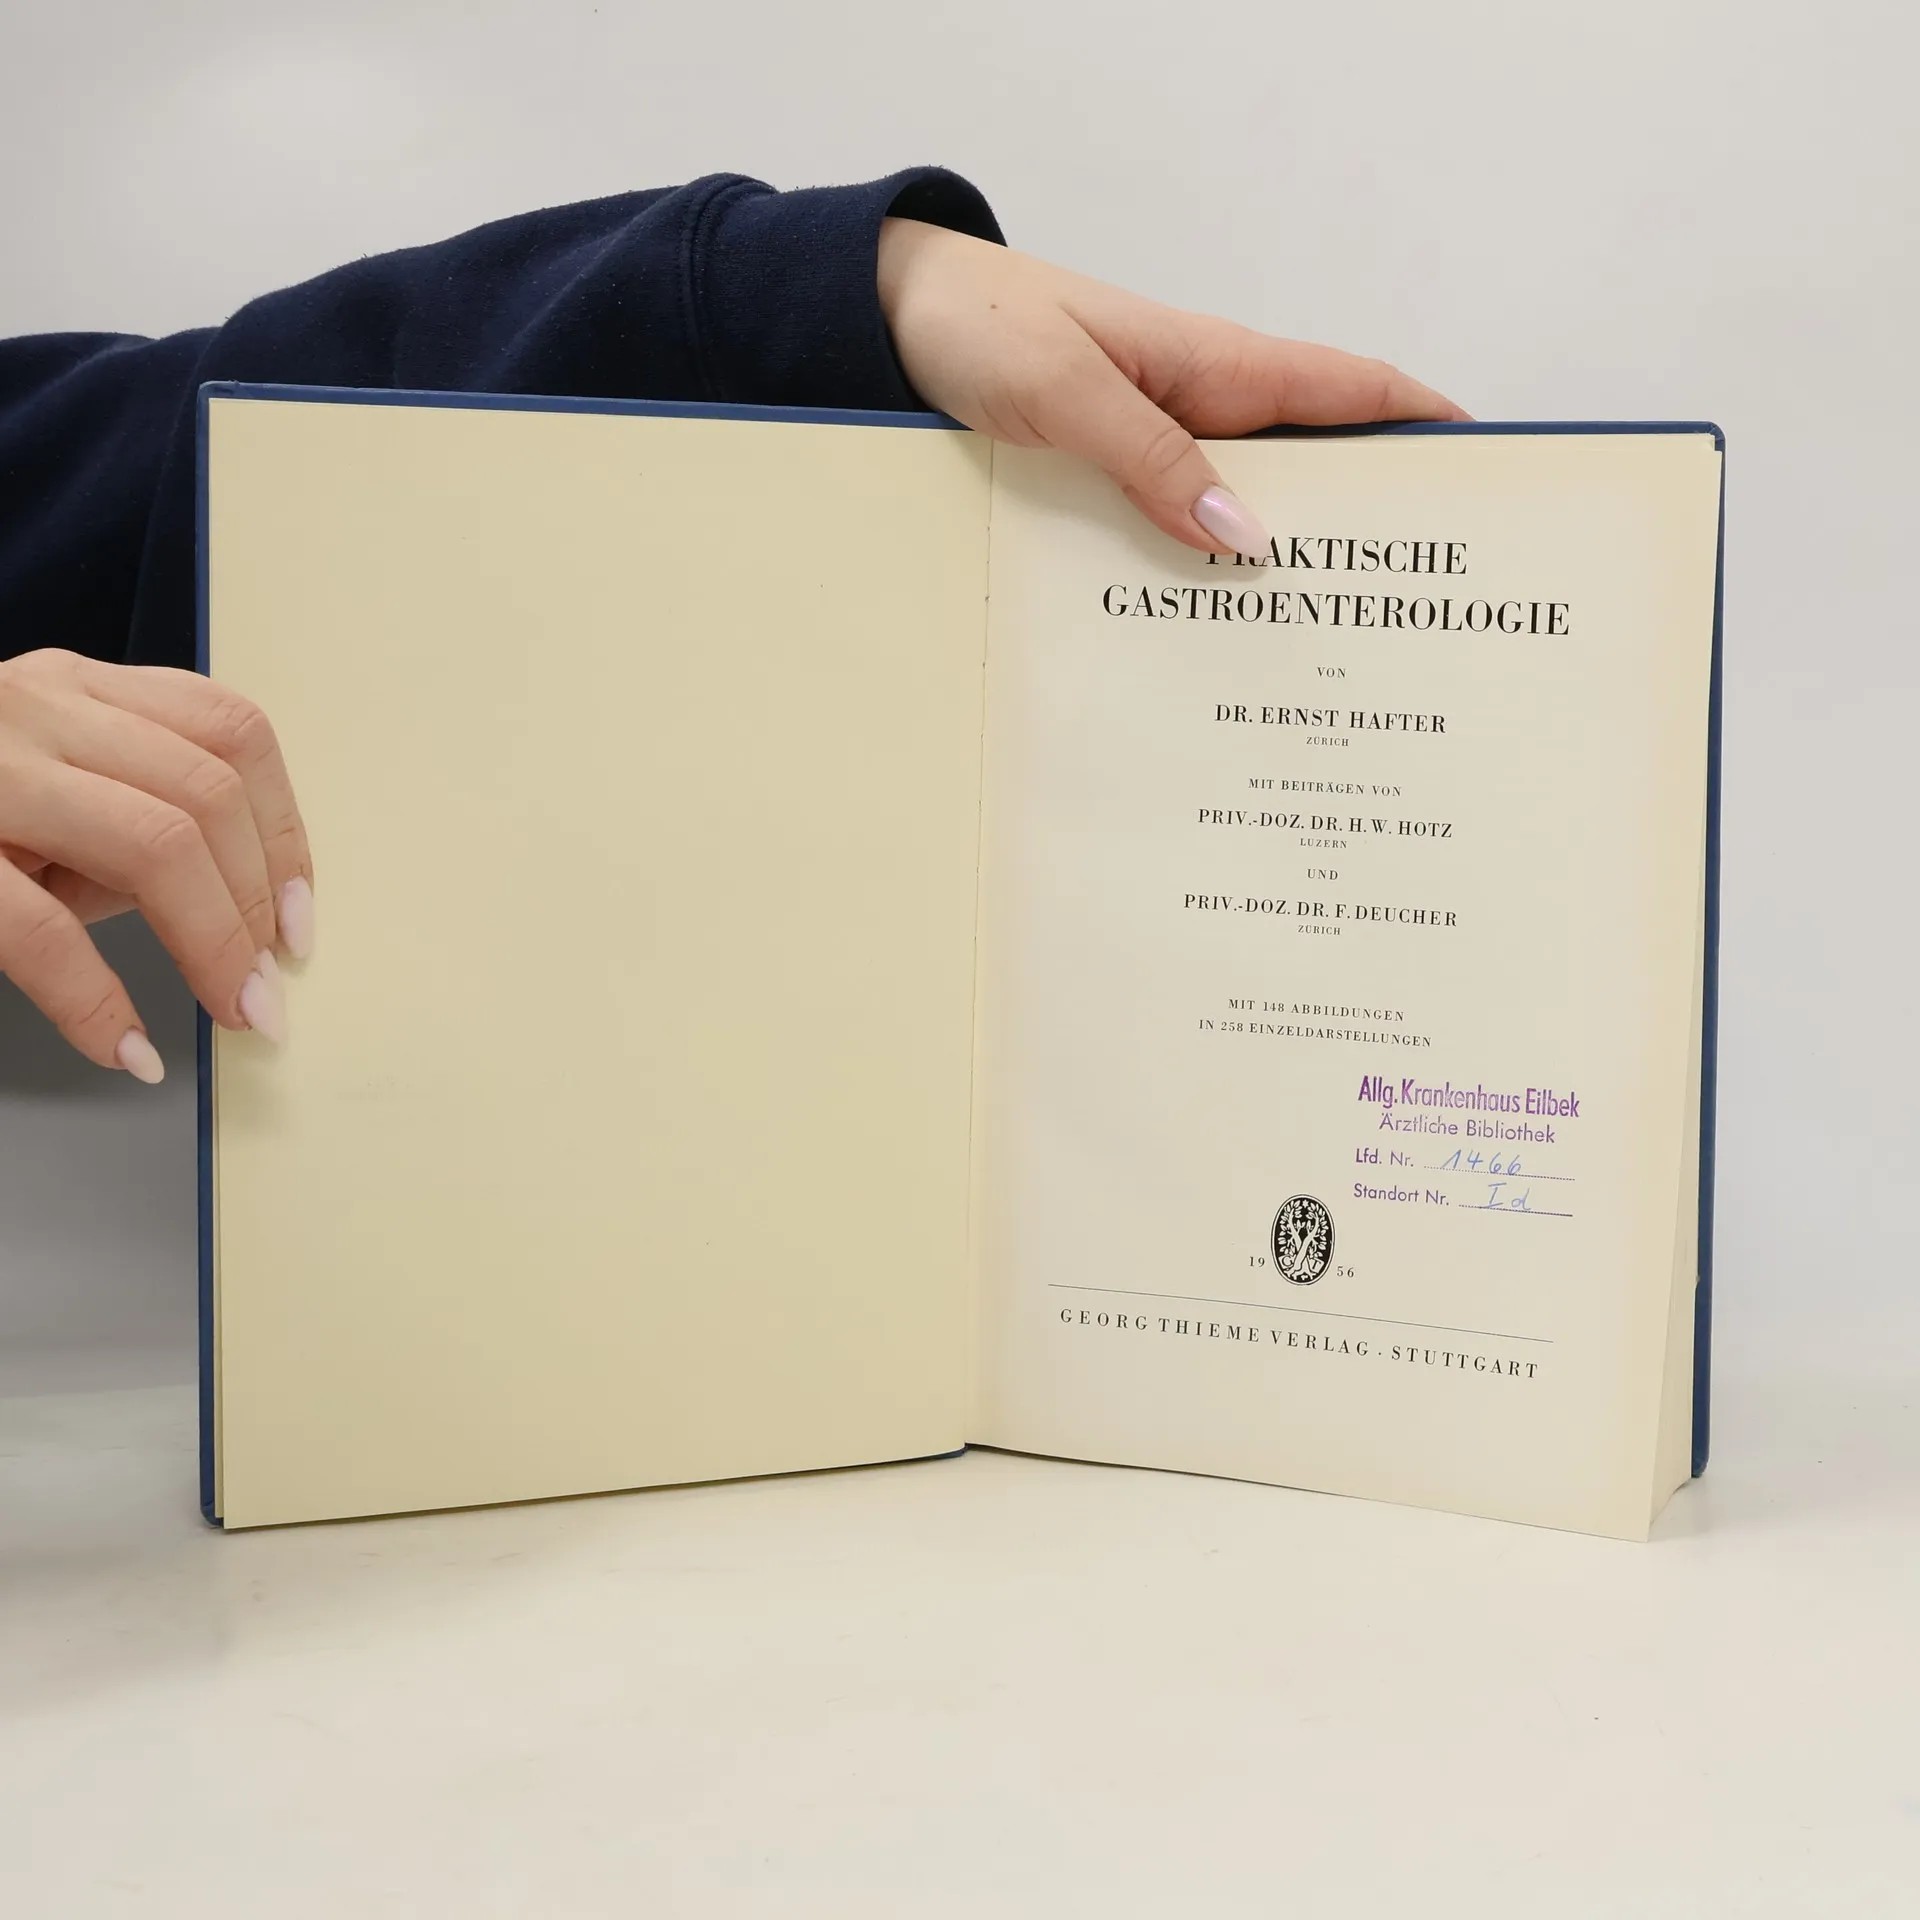 PRAKTISCHE
GASTROENTEROLOGIE
VON
DR. ERNST HAFTER
ZÜRICH
MIT BEITRÄGEN VON
PRIV.-DOZ. DR. H. W. HOTZ
LUZERN
UND
PRIV.-DOZ. DR. F. DEUCHER
ZÜRICH
MIT 148 ABBILDUNGEN
IN 258 EINZELDARSTELLUNGEN
Allg. Krankenhaus Eilbek
Ärztliche Bibliothek
Lfd. Nr. 1466
Standort Nr. I d
G T
19 56
GEORG THIEME VERLAG · STUTTGART